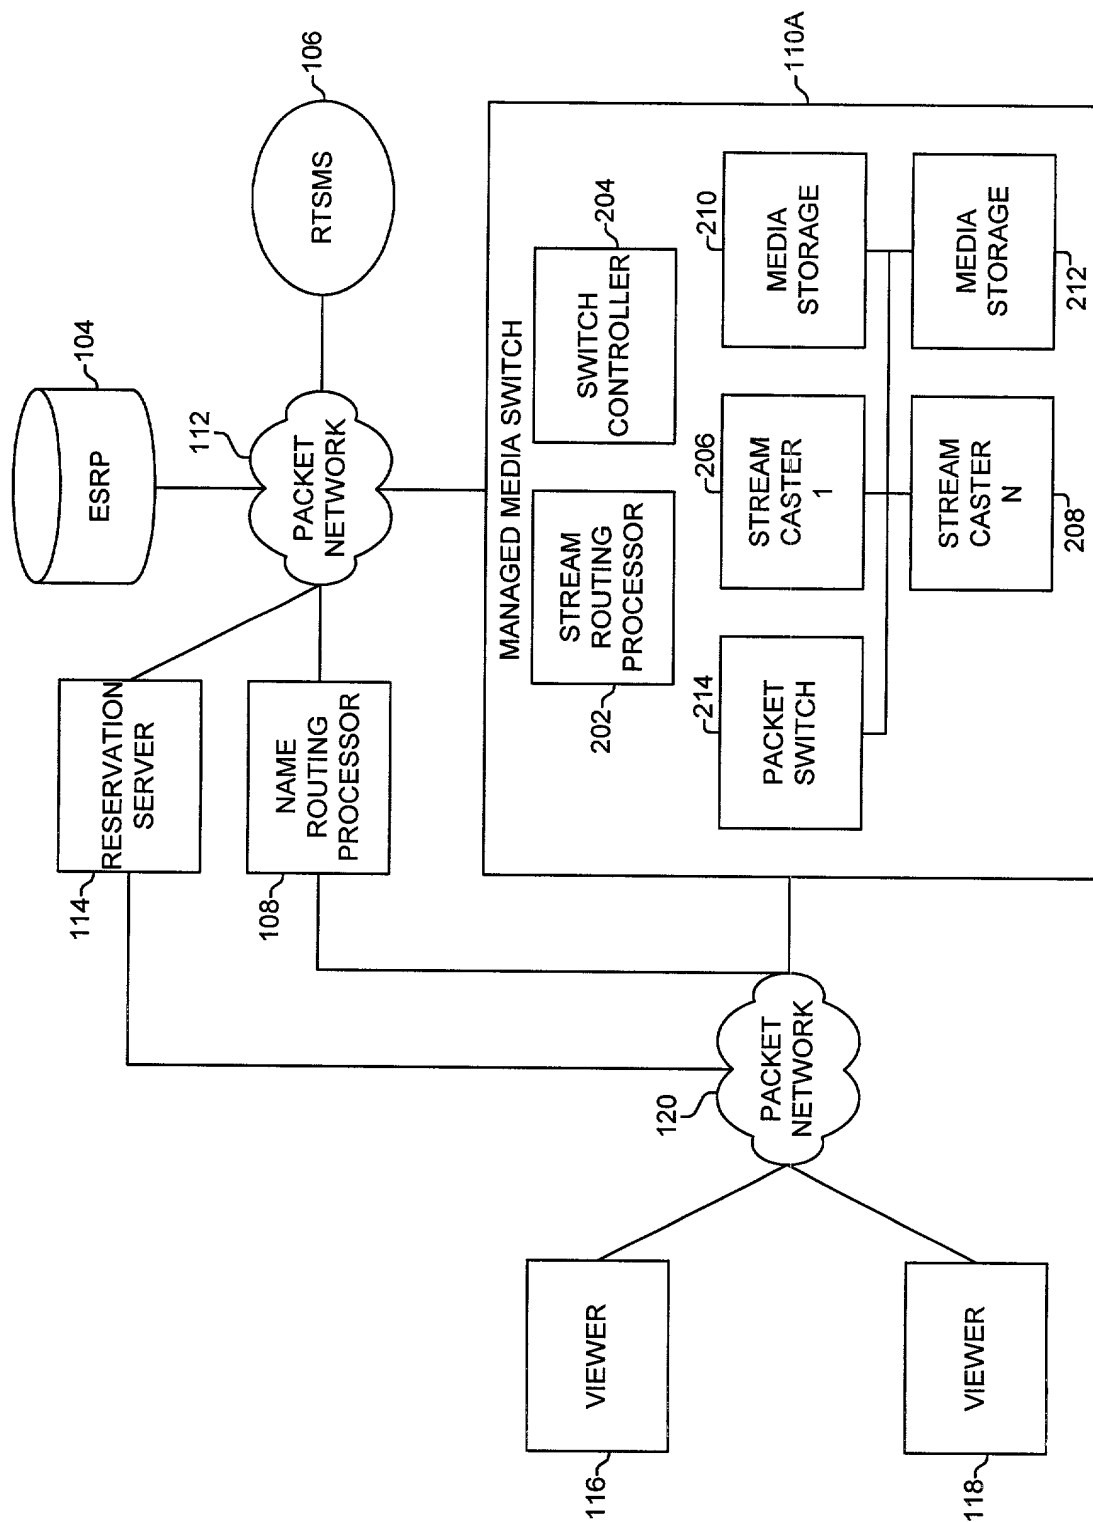 114
RESERVATION
SERVER
108
NAME
ROUTING
PROCESSOR
ESRP
104
112
PACKET
NETWORK
RTSMS
106
110A
MANAGED MEDIA SWITCH
202
STREAM
ROUTING
PROCESSOR
SWITCH
CONTROLLER
204
214
PACKET
SWITCH
206
STREAM
CASTER
1
210
MEDIA
STORAGE
STREAM
CASTER
N
208
MEDIA
STORAGE
212
120
PACKET
NETWORK
VIEWER
116
VIEWER
118